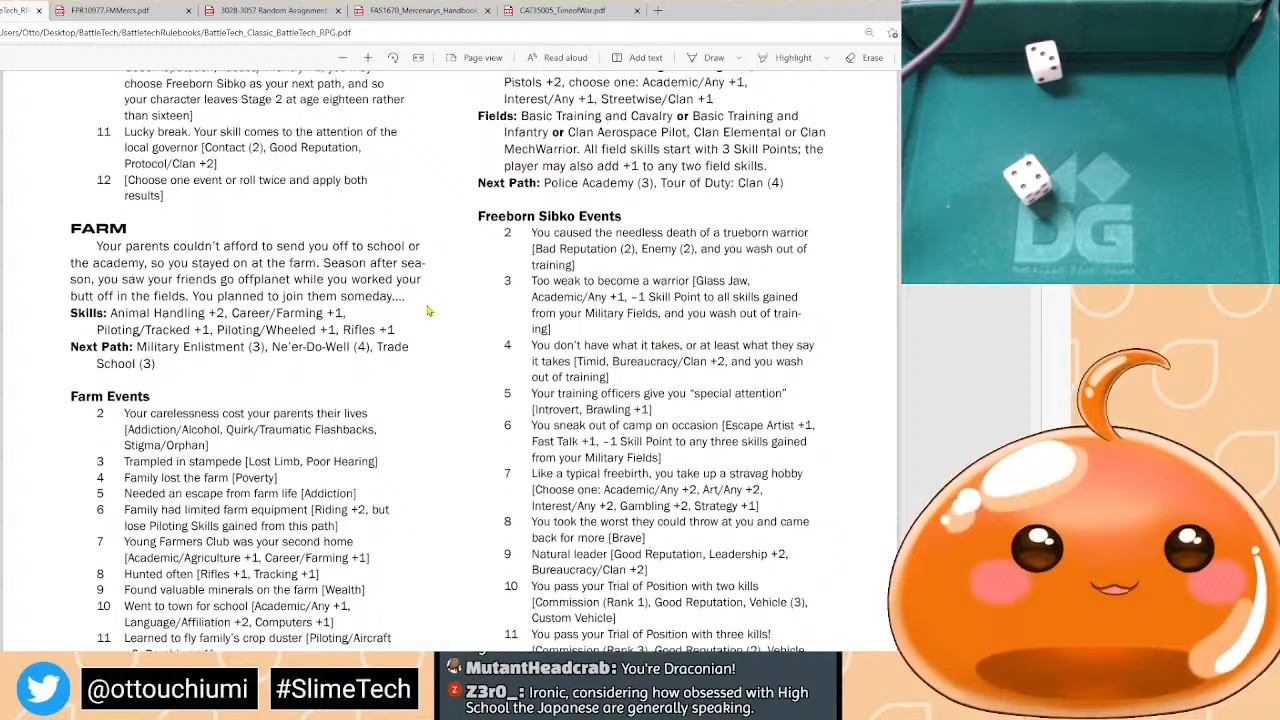 eTech_RP
FPR10977.FMMercs.pdf
3028-3057 Random Assignment
FAS1670_Mercenarys_Handbook
CAT35005_TimeofWar.pdf
Users/Otto/Desktop/BattleTech/BattletechRulebooks/BattleTech_Classic_BattleTech_RPG.pdf
Page view
Read aloud
Add text
Draw
Highlight
Erase
choose Freeborn Sibko as your next path, and so
your character leaves Stage 2 at age eighteen rather
than sixteen]
11 Lucky break. Your skill comes to the attention of the
local governor [Contact (2), Good Reputation,
Protocol/Clan +2]
12 [Choose one event or roll twice and apply both
results]
FARM
Your parents couldn't afford to send you off to school or
the academy, so you stayed on at the farm. Season after sea-
son, you saw your friends go offplanet while you worked your
butt off in the fields. You planned to join them someday....
Skills: Animal Handling +2, Career/Farming +1,
Piloting/Tracked +1, Piloting/Wheeled +1, Rifles +1
Next Path: Military Enlistment (3), Ne'er-Do-Well (4), Trade
School (3)
Farm Events
2 Your carelessness cost your parents their lives
[Addiction/Alcohol, Quirk/Traumatic Flashbacks,
Stigma/Orphan]
3 Trampled in stampede [Lost Limb, Poor Hearing]
4 Family lost the farm [Poverty]
5 Needed an escape from farm life [Addiction]
6 Family had limited farm equipment [Riding +2, but
lose Piloting Skills gained from this path]
7 Young Farmers Club was your second home
[Academic/Agriculture +1, Career/Farming +1]
8 Hunted often [Rifles +1, Tracking +1]
9 Found valuable minerals on the farm [Wealth]
10 Went to town for school [Academic/Any +1,
Language/Affiliation +2, Computers +1]
11 Learned to fly family's crop duster [Piloting/Aircraft
Pistols +2, choose one: Academic/Any +1,
Interest/Any +1, Streetwise/Clan +1
Fields: Basic Training and Cavalry or Basic Training and
Infantry or Clan Aerospace Pilot, Clan Elemental or Clan
MechWarrior. All field skills start with 3 Skill Points; the
player may also add +1 to any two field skills.
Next Path: Police Academy (3), Tour of Duty: Clan (4)
Freeborn Sibko Events
2 You caused the needless death of a trueborn warrior
[Bad Reputation (2), Enemy (2), and you wash out of
training]
3 Too weak to become a warrior [Glass Jaw,
Academic/Any +1, –1 Skill Point to all skills gained
from your Military Fields, and you wash out of train-
ing]
4 You don't have what it takes, or at least what they say
it takes [Timid, Bureaucracy/Clan +2, and you wash
out of training]
5 Your training officers give you "special attention"
[Introvert, Brawling +1]
6 You sneak out of camp on occasion [Escape Artist +1,
Fast Talk +1, –1 Skill Point to any three skills gained
from your Military Fields]
7 Like a typical freebirth, you take up a stravag hobby
[Choose one: Academic/Any +2, Art/Any +2,
Interest/Any +2, Gambling +2, Strategy +1]
8 You took the worst they could throw at you and came
back for more [Brave]
9 Natural leader [Good Reputation, Leadership +2,
Bureaucracy/Clan +2]
10 You pass your Trial of Position with two kills
[Commission (Rank 1), Good Reputation, Vehicle (3),
Custom Vehicle]
11 You pass your Trial of Position with three kills!
[Commission (Rank 3), Good Reputation (2), Vehicle
DG
@ottouchiumi
#SlimeTech
MutantHeadcrab: You're Draconian!
Z3r0_: Ironic, considering how obsessed with High
School the Japanese are generally speaking.